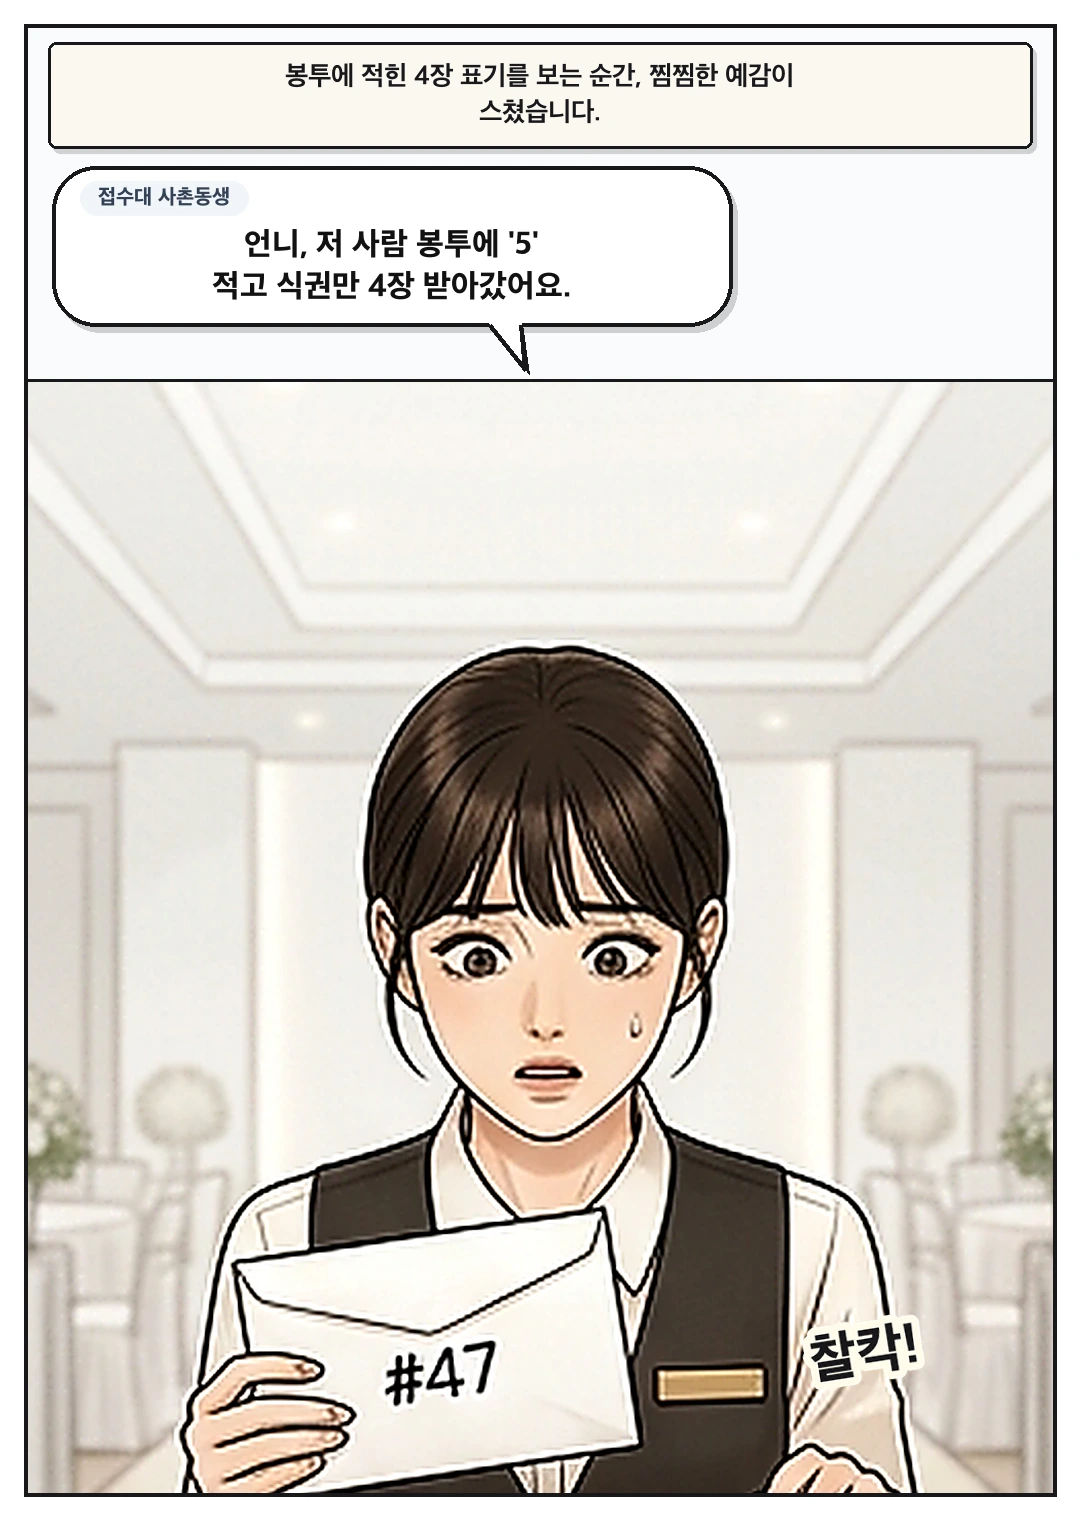 봉투에 적힌 4장 표기를 보는 순간, 찜찜한 예감이
스쳤습니다.
접수대 사촌동생
언니, 저 사람 봉투에 '5'
적고 식권만 4장 받아갔어요.
#47
찰칵!